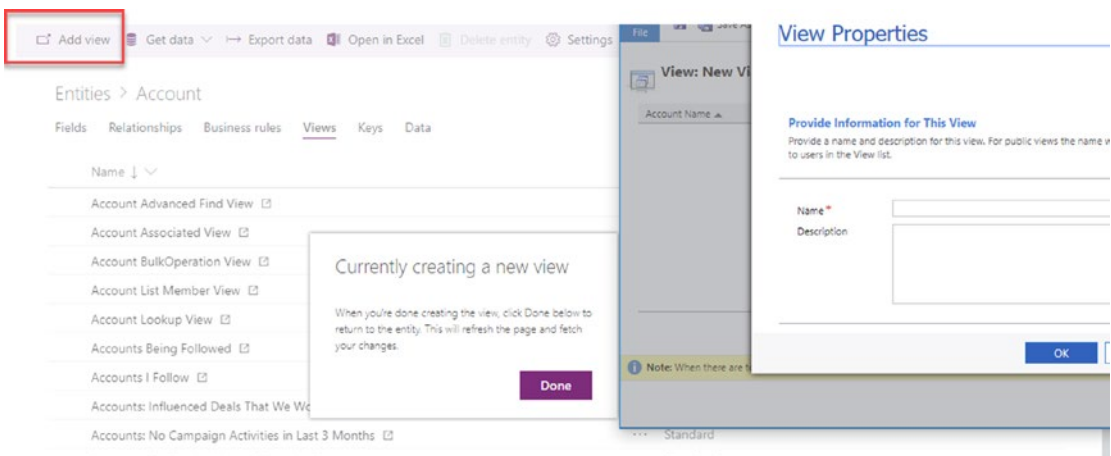 Add view
Get data
Export data
Open in Excel
Delete entity
Settings
Entities > Account
Fields Relationships Business rules Views Keys Data
Name
Account Advanced Find View
Account Associated View
Account BulkOperation View
Account List Member View
Account Lookup View
Accounts Being Followed
Accounts I Follow
Accounts: Influenced Deals That We Wo
Accounts: No Campaign Activities in Last 3 Months
Standard
Currently creating a new view
When you're done creating the view, click Done below to
return to the entity. This will refresh the page and fetch
your changes.
Done
File
Save A
View: New Vi
Account Name
Note: When there are
View Properties
Provide Information for This View
Provide a name and description for this view. For public views the name w
to users in the View list.
Name*
Description
OK